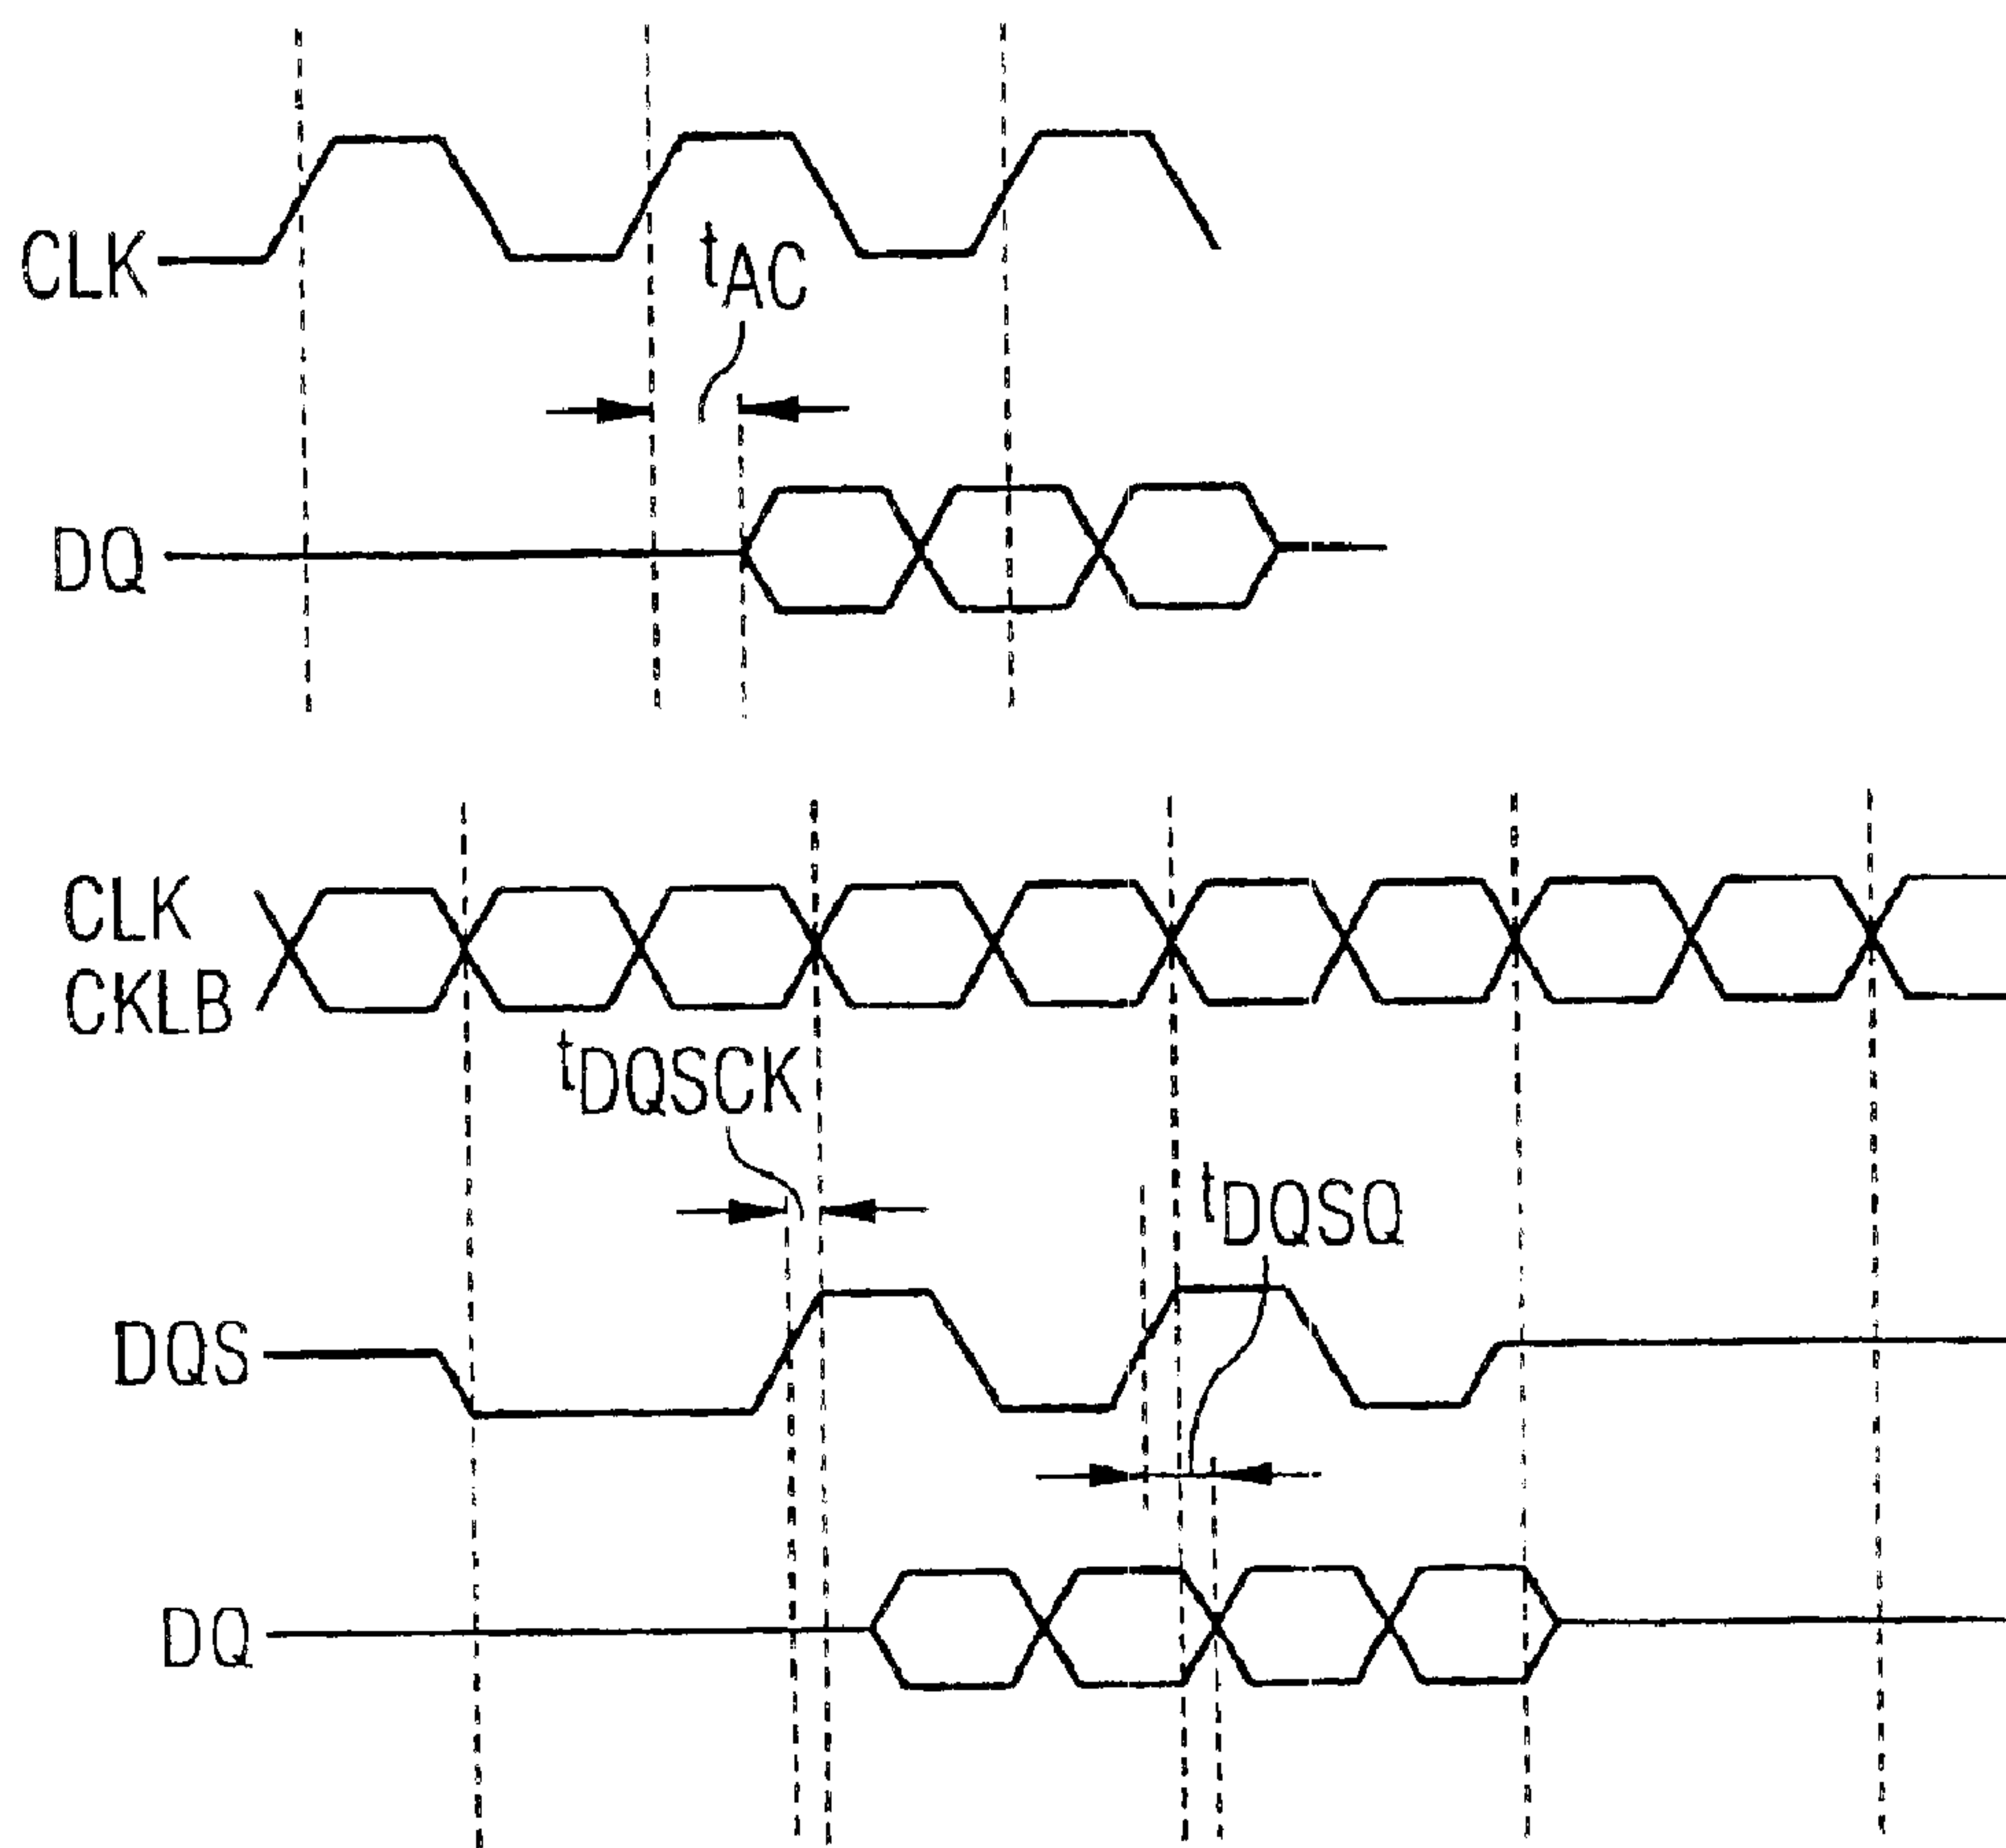 CLK
tAC
DQ
CLK
CKLB
tDQSCK
tDQSQ
DQS
DQ